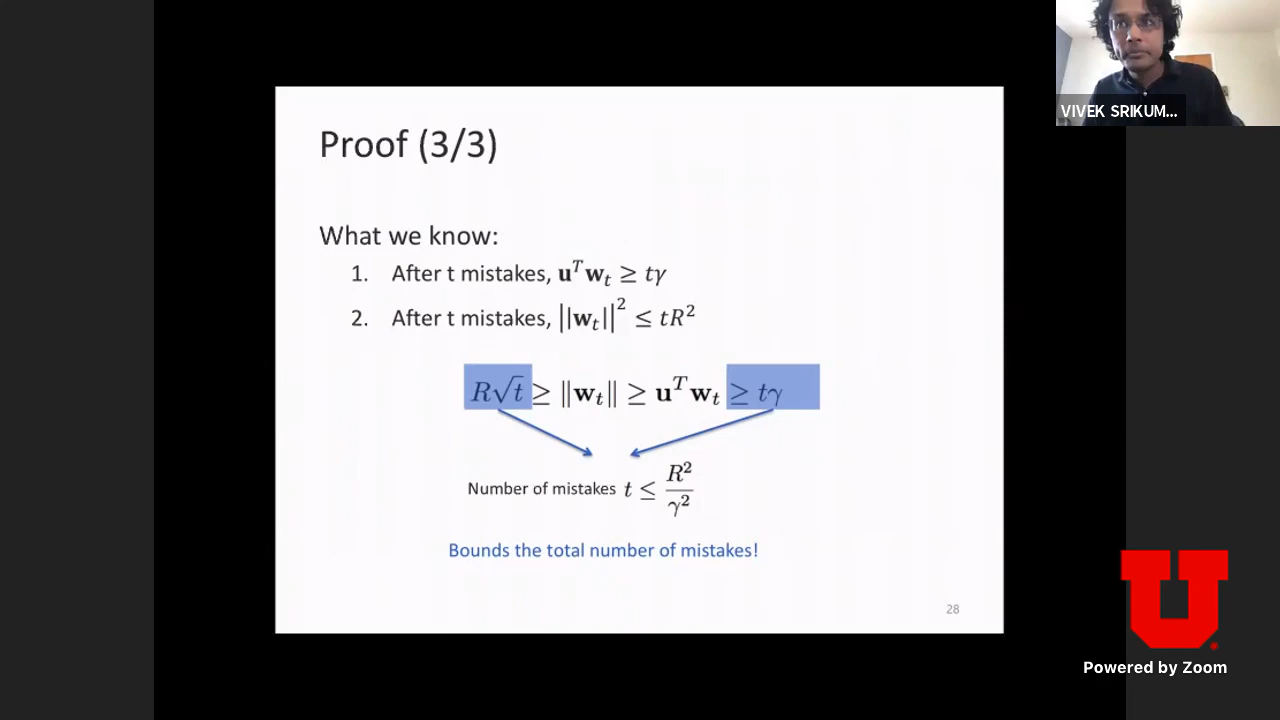 Proof (3/3)
VIVEK SRIKUM...
What we know:
1. After t mistakes, 𝐮ᵀ𝐰ₜ ≥ tγ
2. After t mistakes, ||𝐰ₜ||² ≤ tR²
R√t ≥ ‖𝐰ₜ‖ ≥ 𝐮ᵀ𝐰ₜ ≥ tγ
Number of mistakes t ≤ R²/γ²
Bounds the total number of mistakes!
28
U
Powered by Zoom